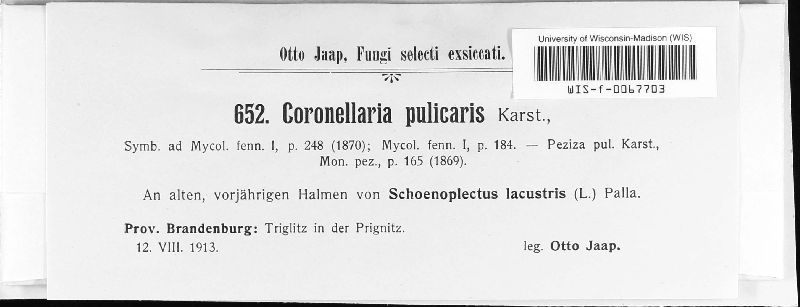 University of Wisconsin-Madison (WIS)
WIS-f-0067703
Otto Jaap, Fungi selecti exsiccati.
652. Coronellaria pulicaris Karst.,
Symb. ad Mycol. fenn. I, p. 248 (1870); Mycol. fenn. I, p. 184. — Peziza pul. Karst.,
Mon. pez., p. 165 (1869).
An alten, vorjährigen Halmen von Schoenoplectus lacustris (L.) Palla.
Prov. Brandenburg: Triglitz in der Prignitz.
12. VIII. 1913. leg. Otto Jaap.